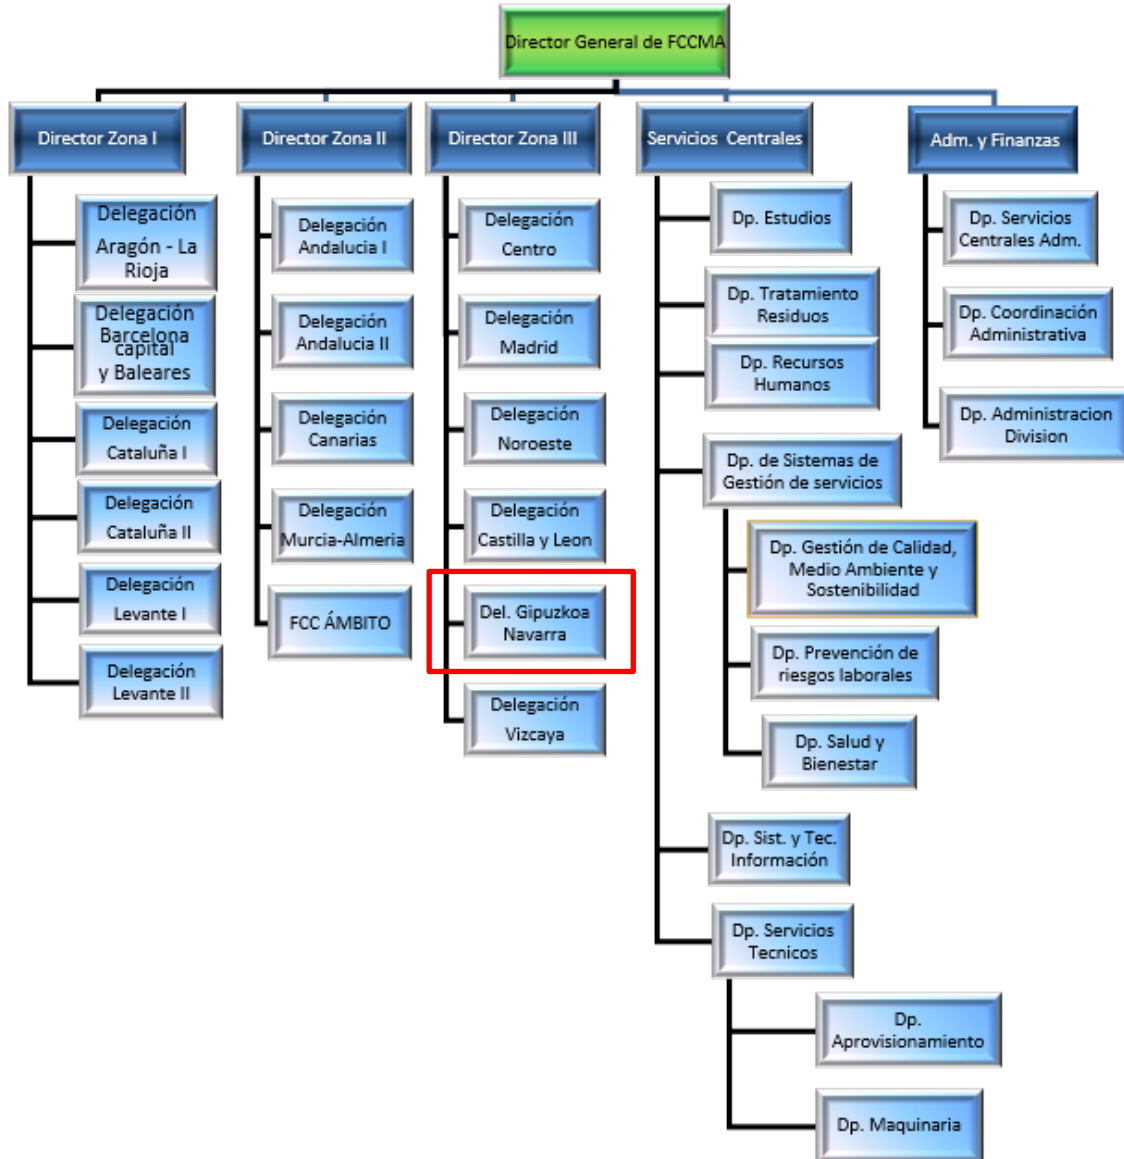 Director General de FCCMA
Director Zona I
Director Zona II
Director Zona III
Servicios Centrales
Adm. y Finanzas
Delegación
Aragón - La
Rioja
Delegación
Barcelona
capital
y Baleares
Delegación
Cataluña I
Delegación
Cataluña II
Delegación
Levante I
Delegación
Levante II
Delegación
Andalucia I
Delegación
Andalucia II
Delegación
Canarias
Delegación
Murcia-Almeria
FCC ÁMBITO
Delegación
Centro
Delegación
Madrid
Delegación
Noroeste
Delegación
Castilla y Leon
Del. Gipuzkoa
Navarra
Delegación
Vizcaya
Dp. Estudios
Dp. Tratamiento
Residuos
Dp. Recursos
Humanos
Dp. de Sistemas de
Gestión de servicios
Dp. Gestión de Calidad,
Medio Ambiente y
Sostenibilidad
Dp. Prevención de
riesgos laborales
Dp. Salud y
Bienestar
Dp. Sist. y Tec.
Información
Dp. Servicios
Tecnicos
Dp.
Aprovisionamiento
Dp. Maquinaria
Dp. Servicios
Centrales Adm.
Dp. Coordinación
Administrativa
Dp. Administracion
Division